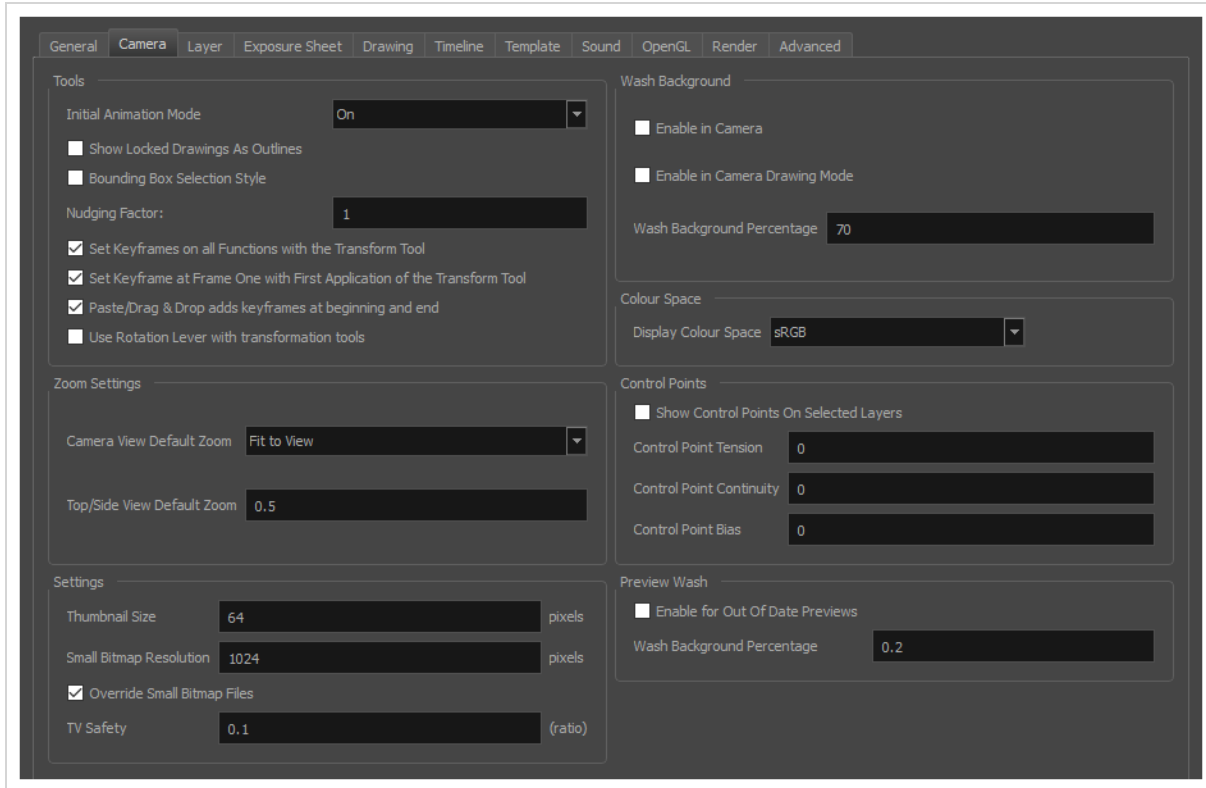 General Camera Layer Exposure Sheet Drawing Timeline Template Sound OpenGL Render Advanced
Tools
Initial Animation Mode On
Show Locked Drawings As Outlines
Bounding Box Selection Style
Nudging Factor: 1
Set Keyframes on all Functions with the Transform Tool
Set Keyframe at Frame One with First Application of the Transform Tool
Paste/Drag & Drop adds keyframes at beginning and end
Use Rotation Lever with transformation tools
Zoom Settings
Camera View Default Zoom Fit to View
Top/Side View Default Zoom 0.5
Settings
Thumbnail Size 64 pixels
Small Bitmap Resolution 1024 pixels
Override Small Bitmap Files
TV Safety 0.1 (ratio)
Wash Background
Enable in Camera
Enable in Camera Drawing Mode
Wash Background Percentage 70
Colour Space
Display Colour Space sRGB
Control Points
Show Control Points On Selected Layers
Control Point Tension 0
Control Point Continuity 0
Control Point Bias 0
Preview Wash
Enable for Out Of Date Previews
Wash Background Percentage 0.2